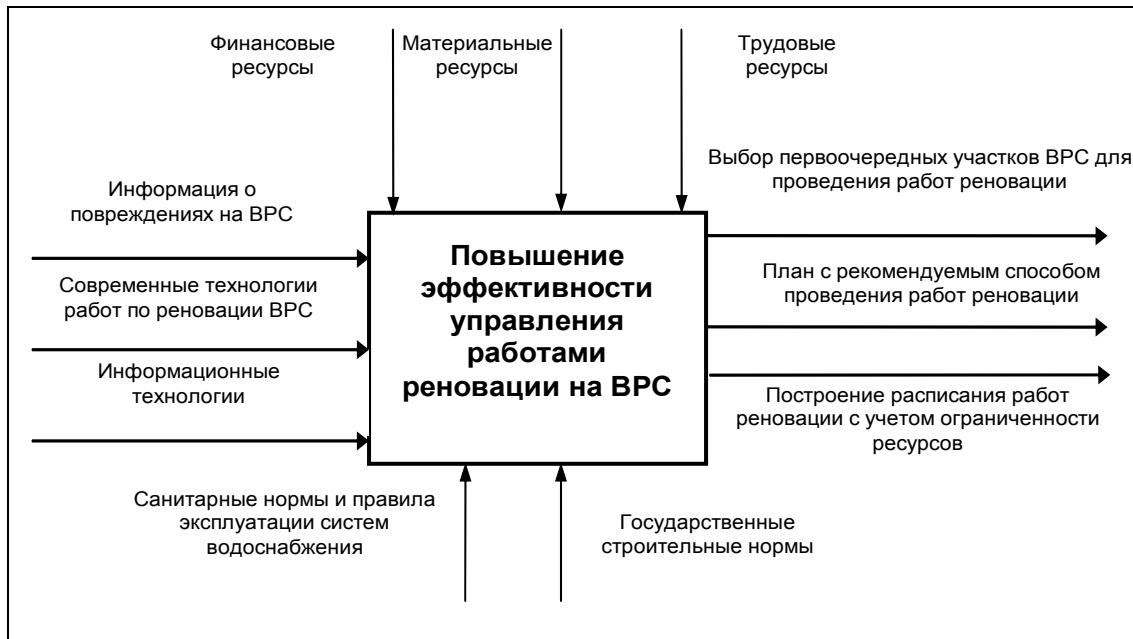 Финансовые
ресурсы
Материальные
ресурсы
Трудовые
ресурсы
Выбор первоочередных участков ВРС для
проведения работ реновации
Информация о
повреждениях на ВРС
Современные технологии
работ по реновации ВРС
Информационные
технологии
Повышение
эффективности
управления
работами
реновации на ВРС
План с рекомендуемым способом
проведения работ реновации
Построение расписания работ
реновации с учетом ограниченности
ресурсов
Санитарные нормы и правила
эксплуатации систем
водоснабжения
Государственные
строительные нормы